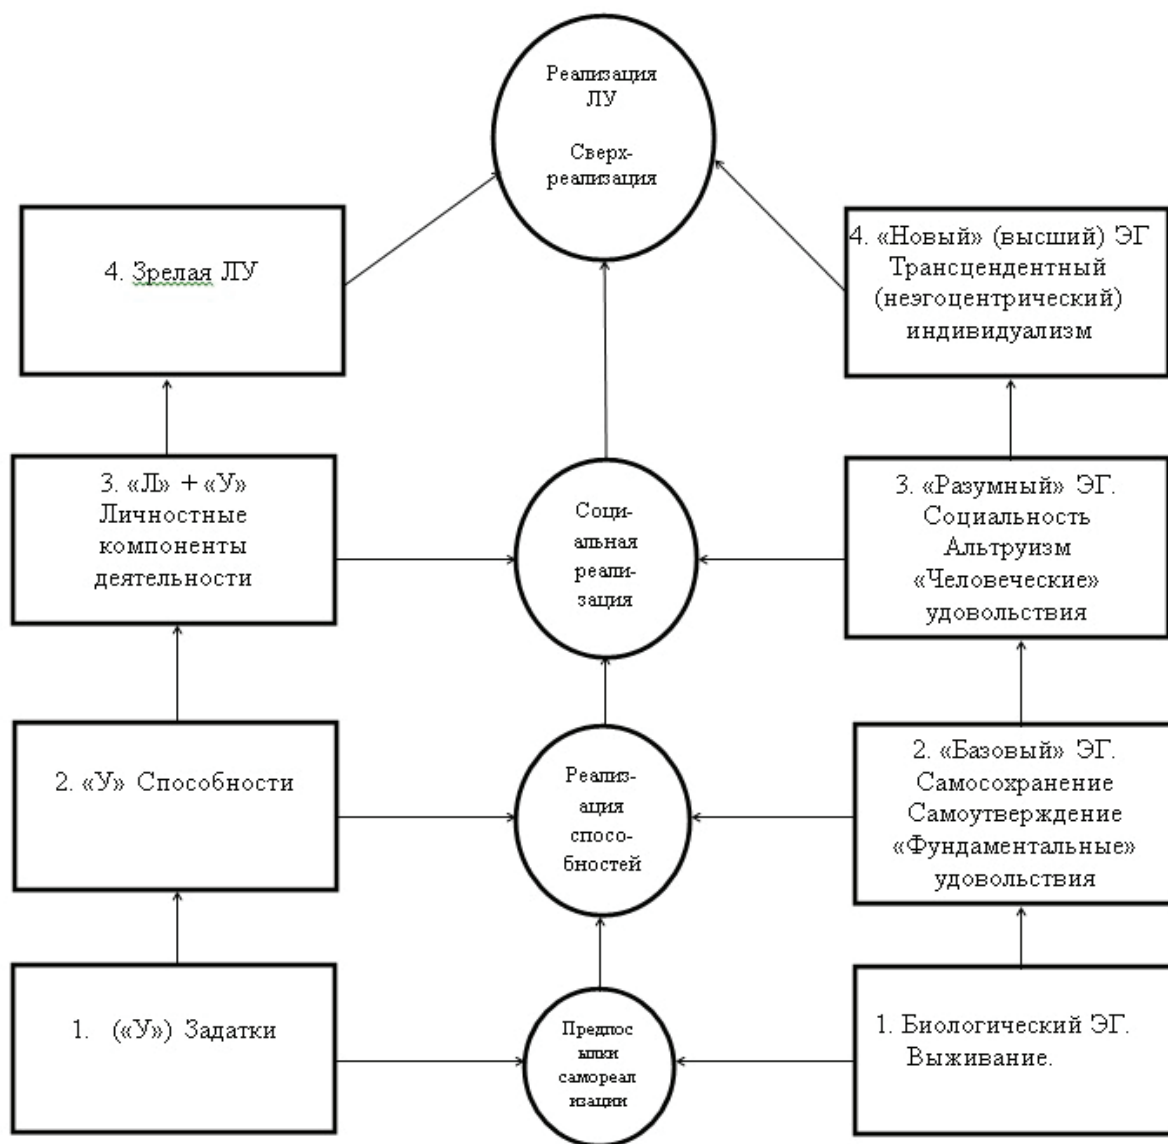 Реализация
ЛУ
Сверх-
реализация
4. Зрелая ЛУ
4. «Новый» (высший) ЭГ
Трансцендентный
(неэгоцентрический)
индивидуализм
3. «Л» + «У»
Личностные
компоненты
деятельности
Соци-
альная
реали-
зация
3. «Разумный» ЭГ.
Социальность
Альтруизм
«Человеческие»
удовольствия
2. «У» Способности
Реализ-
ация
спосо-
бностей
2. «Базовый» ЭГ.
Самосохранение
Самоутверждение
«Фундаментальные»
удовольствия
1. («У») Задатки
Предпос
ылки
самореал
изации
1. Биологический ЭГ.
Выживание.